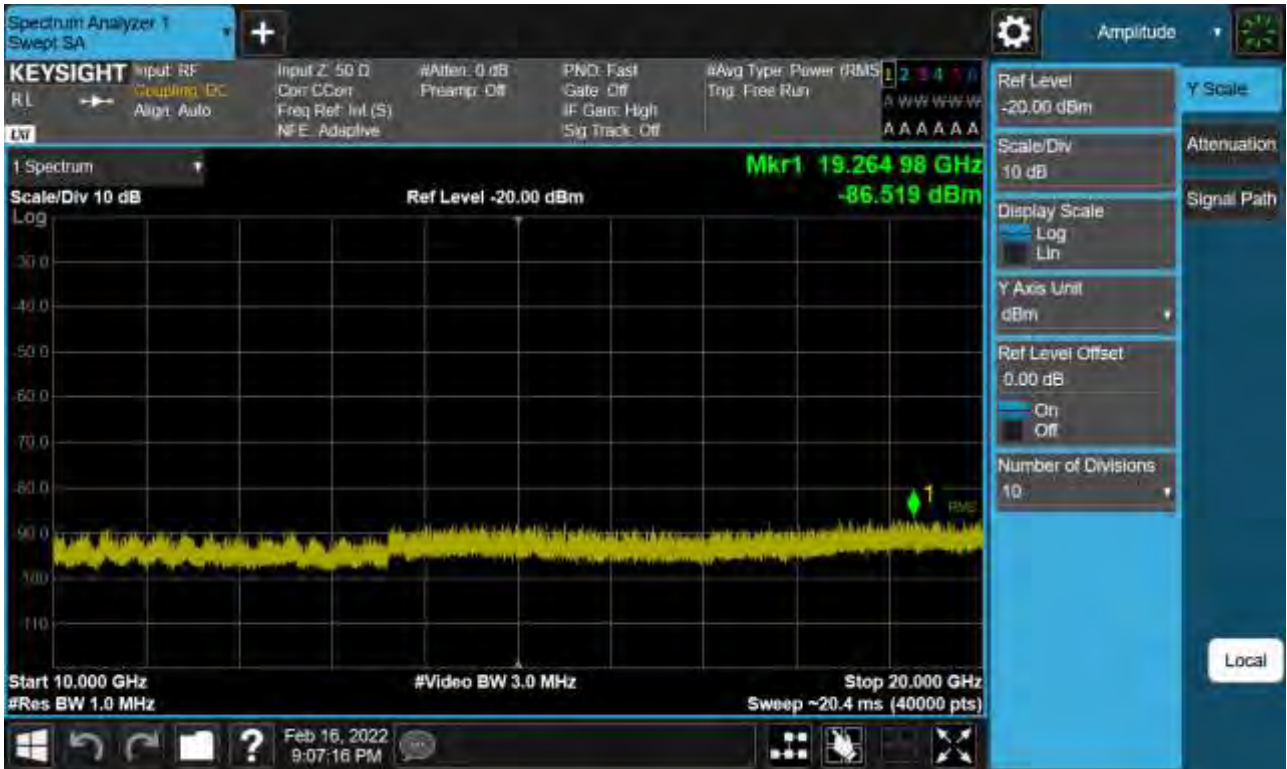 Spectrum Analyzer 1
Swept SA
+
Amplitude
KEYSIGHT
RL
LXI
Input: RF
Coupling: DC
Align: Auto
Input Z: 50 Ω
Corr CCorr
Freq Ref: Int (S)
NFE: Adaptive
#Atten: 0 dB
Preamp: Off
PNO: Fast
Gate: Off
IF Gain: High
Sig Track: Off
#Avg Type: Power (RMS
Trig: Free Run
1 2 3 4 5 6
A W W W W W
A A A A A A
1 Spectrum
Scale/Div 10 dB
Log
Ref Level -20.00 dBm
Mkr1 19.264 98 GHz
-86.519 dBm
-30.0
-40.0
-50.0
-60.0
-70.0
-80.0
-90.0
-100
-110
1
RMS
Start 10.000 GHz
#Res BW 1.0 MHz
#Video BW 3.0 MHz
Stop 20.000 GHz
Sweep ~20.4 ms (40000 pts)
Ref Level
-20.00 dBm
Scale/Div
10 dB
Display Scale
Log
Lin
Y Axis Unit
dBm
Ref Level Offset
0.00 dB
On
Off
Number of Divisions
10
Y Scale
Attenuation
Signal Path
Local
?
Feb 16, 2022
9:07:16 PM